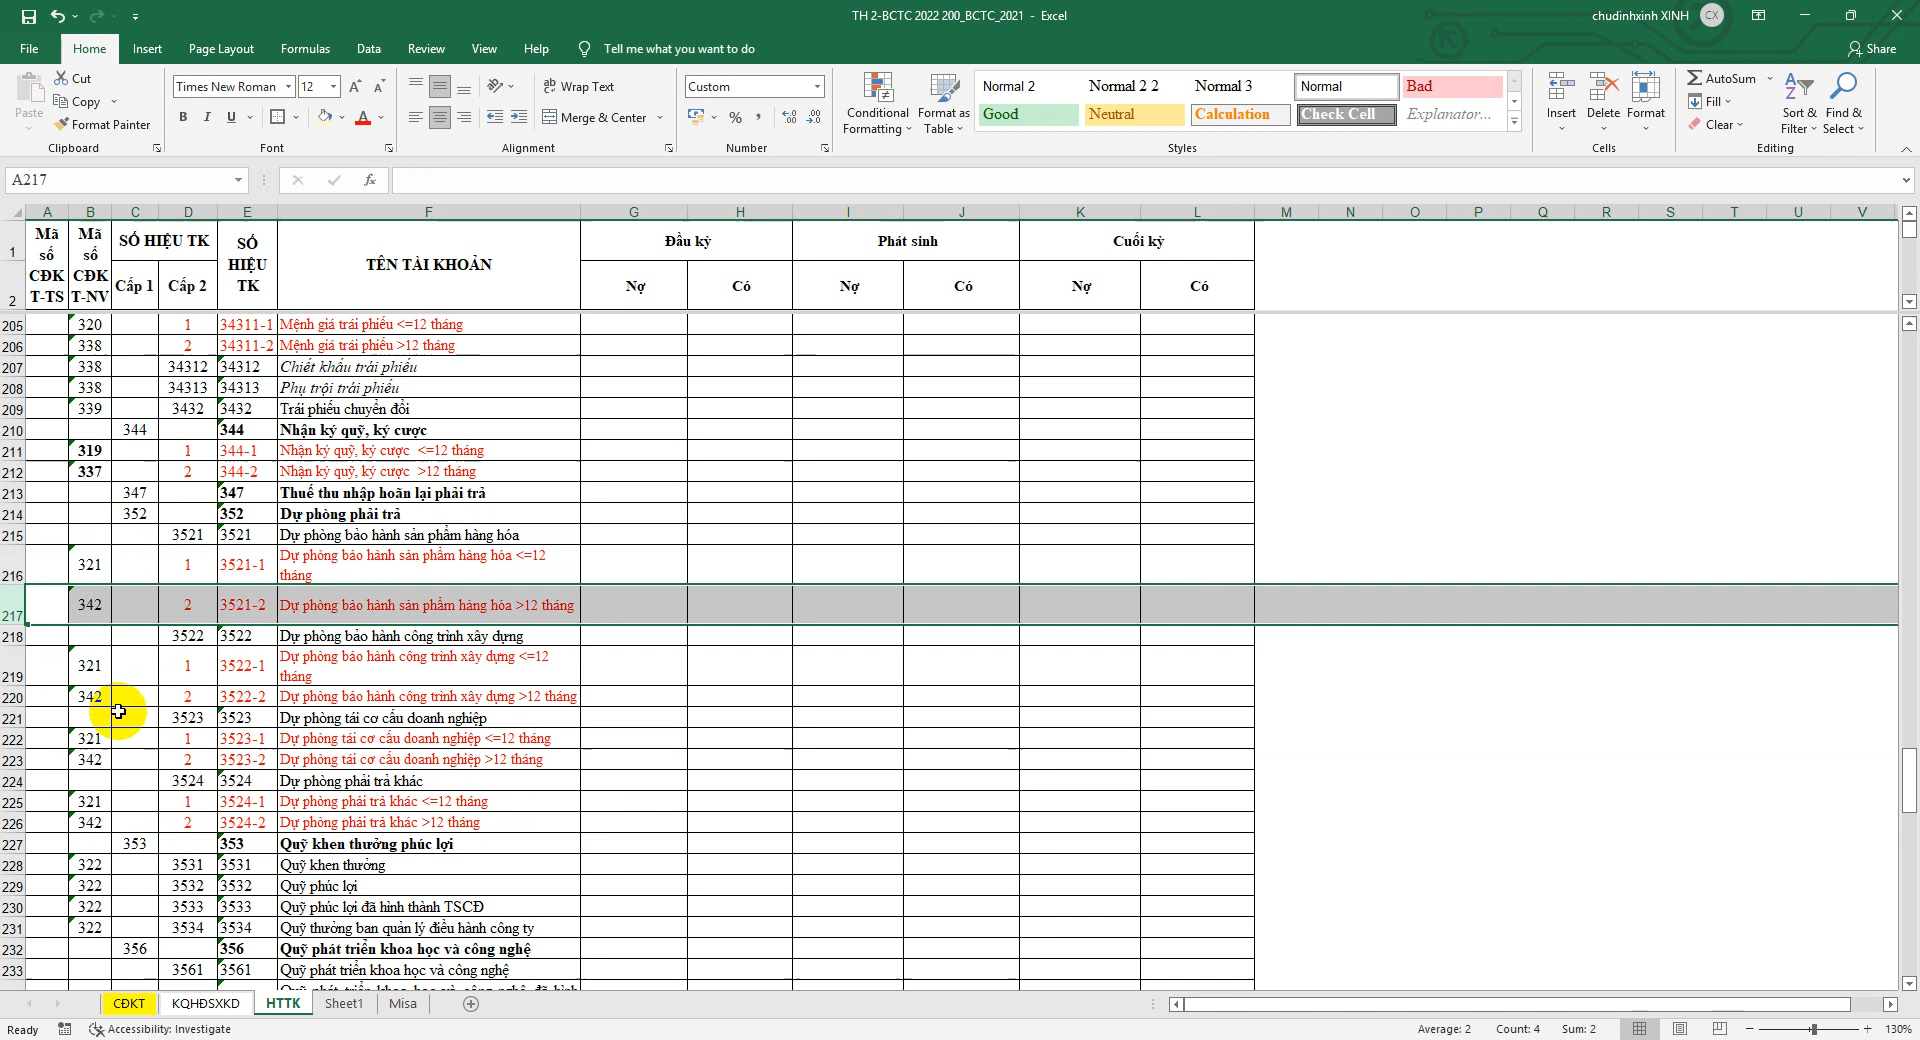 TH 2-BCTC 2022 200_BCTC_2021 - Excel
chudinhxinh XINH CX
File Home Insert Page Layout Formulas Data Review View Help Tell me what you want to do Share
Paste Cut Copy Format Painter Clipboard
Times New Roman 12 B I U Font
Wrap Text Merge & Center Alignment
Custom % Number
Conditional Formatting Format as Table
Normal 2 Normal 2 2 Normal 3 Normal Bad
Good Neutral Calculation Check Cell Explanator...
Styles
Insert Delete Format Cells
AutoSum Fill Clear Sort & Filter Find & Select Editing
A217 fx
A B C D E F G H I J K L M N O P Q R S T U V
1 Mã số CĐK T-TS Mã số CĐK T-NV SỐ HIỆU TK SỐ HIỆU TK TÊN TÀI KHOẢN Đầu kỳ Phát sinh Cuối kỳ
2 Cấp 1 Cấp 2 Nợ Có Nợ Có Nợ Có
205 320 1 34311-1 Mệnh giá trái phiếu <=12 tháng
206 338 2 34311-2 Mệnh giá trái phiếu >12 tháng
207 338 34312 34312 Chiết khấu trái phiếu
208 338 34313 34313 Phụ trội trái phiếu
209 339 3432 3432 Trái phiếu chuyển đổi
210 344 344 Nhận ký quỹ, ký cược
211 319 1 344-1 Nhận ký quỹ, ký cược <=12 tháng
212 337 2 344-2 Nhận ký quỹ, ký cược >12 tháng
213 347 347 Thuế thu nhập hoãn lại phải trả
214 352 352 Dự phòng phải trả
215 3521 3521 Dự phòng bảo hành sản phẩm hàng hóa
216 321 1 3521-1 Dự phòng bảo hành sản phẩm hàng hóa <=12 tháng
217 342 2 3521-2 Dự phòng bảo hành sản phẩm hàng hóa >12 tháng
218 3522 3522 Dự phòng bảo hành công trình xây dựng
219 321 1 3522-1 Dự phòng bảo hành công trình xây dựng <=12 tháng
220 342 2 3522-2 Dự phòng bảo hành công trình xây dựng >12 tháng
221 3523 3523 Dự phòng tái cơ cấu doanh nghiệp
222 321 1 3523-1 Dự phòng tái cơ cấu doanh nghiệp <=12 tháng
223 342 2 3523-2 Dự phòng tái cơ cấu doanh nghiệp >12 tháng
224 3524 3524 Dự phòng phải trả khác
225 321 1 3524-1 Dự phòng phải trả khác <=12 tháng
226 342 2 3524-2 Dự phòng phải trả khác >12 tháng
227 353 353 Quỹ khen thưởng phúc lợi
228 322 3531 3531 Quỹ khen thưởng
229 322 3532 3532 Quỹ phúc lợi
230 322 3533 3533 Quỹ phúc lợi đã hình thành TSCĐ
231 322 3534 3534 Quỹ thưởng ban quản lý điều hành công ty
232 356 356 Quỹ phát triển khoa học và công nghệ
233 3561 3561 Quỹ phát triển khoa học và công nghệ
CĐKT KQHĐSXKD HTTK Sheet1 Misa
Ready Accessibility: Investigate Average: 2 Count: 4 Sum: 2 130%